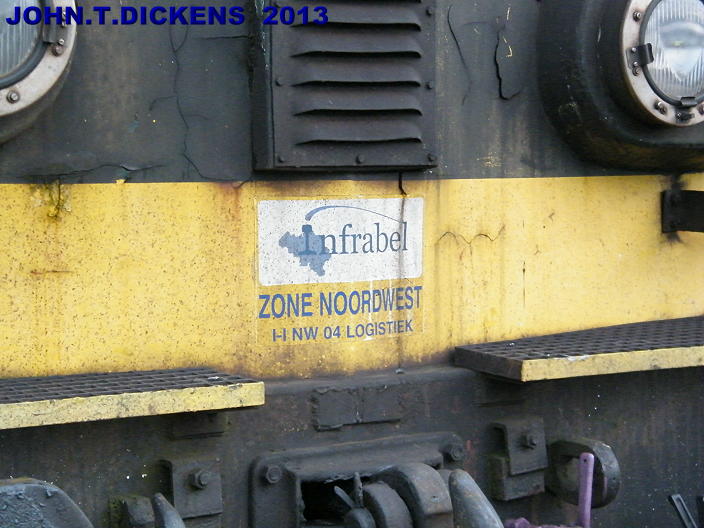 JOHN.T.DICKENS 2013
Infrabel
ZONE NOORDWEST
I-I NW 04 LOGISTIEK